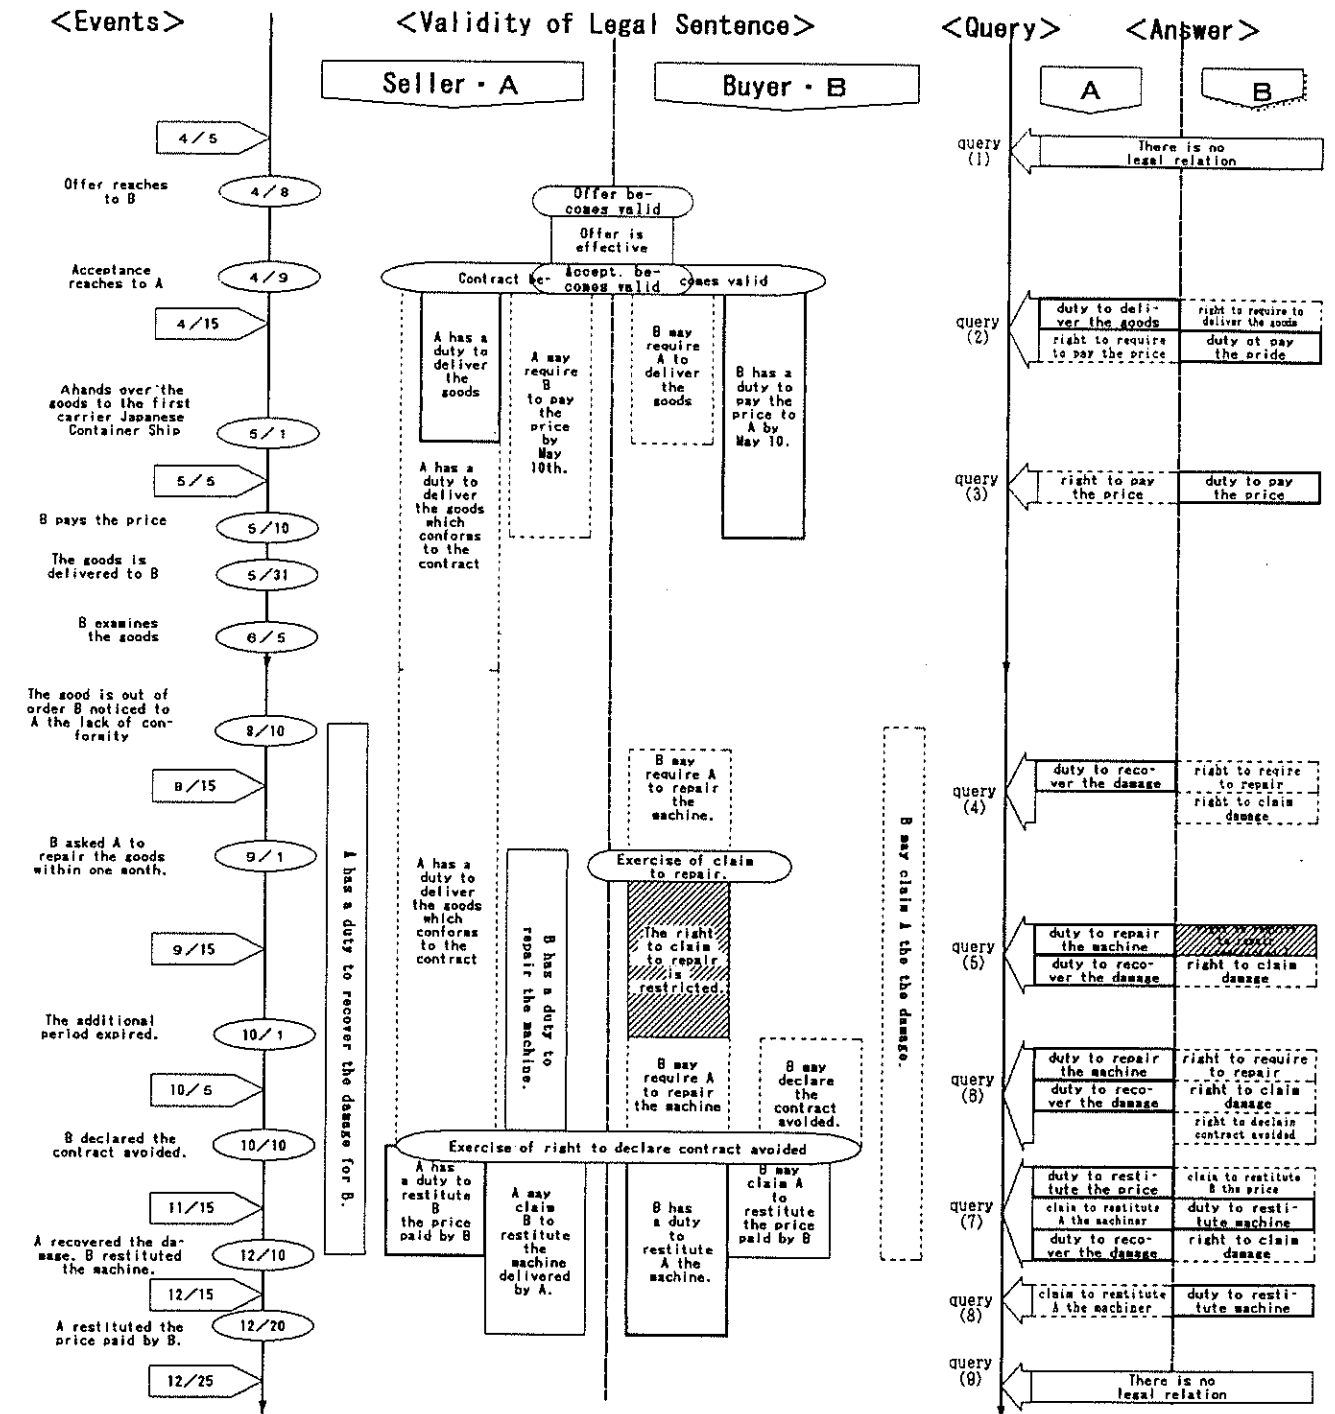 <Events>
<Validity of Legal Sentence>
<Query>
<Answer>
Seller · A
Buyer · B
A
B
4/5
query
(1)
There is no
legal relation
Offer reaches
to B
4/8
Offer be-
comes valid
Offer is
effective
Acceptance
reaches to A
4/9
Contract be-
Accept. be-
comes valid
comes valid
4/15
A has a
duty to
deliver
the
goods
A may
require
B
to pay
the
price
by
May
10th.
B may
require
A to
deliver
the
goods
B has a
duty to
pay the
price to
A by
May 10.
query
(2)
duty to deli-
ver the goods
right to require to
deliver the goods
right to require
to pay the price
duty at pay
the pride
Ahands over the
goods to the first
carrier Japanese
Container Ship
5/1
A has a
duty to
deliver
the goods
which
conforms
to the
contract
5/5
query
(3)
right to pay
the price
duty to pay
the price
B pays the price
5/10
The goods is
delivered to B
5/31
B examines
the goods
6/5
The good is out of
order B noticed to
A the lack of con-
formity
8/10
A has a duty to recover the damage for B.
B may
require A
to repair
the
machine.
B may claim A the the damage.
8/15
query
(4)
duty to reco-
ver the damage
right to reqire
to repair
right to claim
damage
B asked A to
repair the goods
within one month.
9/1
A has a
duty to
deliver
the goods
which
conforms
to the
contract
B has a duty to
repair the machine.
Exercise of claim
to repair.
The right
to claim
to repair
is
restricted.
9/15
query
(5)
duty to repair
the machine
right to require
to repair
duty to reco-
ver the damage
right to claim
damage
The additional
period expired.
10/1
B may
require A
to repair
the machine
B may
declare
the
contract
avoided.
10/5
query
(6)
duty to repair
the machine
right to require
to repair
duty to reco-
ver the damage
right to claim
damage
right to declain
contract avoided
B declared the
contract avoided.
10/10
Exercise of right to declare contract avoided
A has
a duty to
restitute
B
the price
paid by B
A may
claim
B to
restitute
the
machine
delivered
by A.
B has
a duty
to
restitute
A the
machine.
B may
claim A
to
restitute
the price
paid by B
11/15
query
(7)
duty to resti-
tute the price
claim to restitute
B the price
claim to restitute
A the machiner
duty to resti-
tute machine
duty to reco-
ver the damage
right to claim
damage
A recovered the da-
mage. B restituted
the machine.
12/10
12/15
query
(8)
claim to restitute
A the machiner
duty to resti-
tute machine
A restituted the
price paid by B.
12/20
12/25
query
(9)
There is no
legal relation